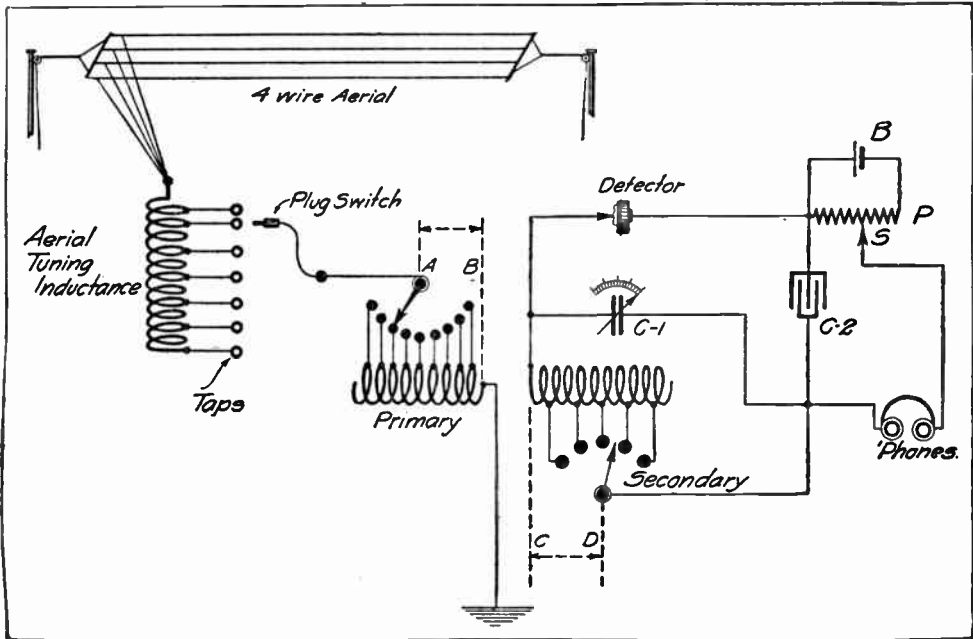 4 wire Aerial
Plug Switch
Aerial
Tuning
Inductance
Taps
A
B
Primary
Detector
B
P
S
C-1
C-2
'Phones.
Secondary
C
D